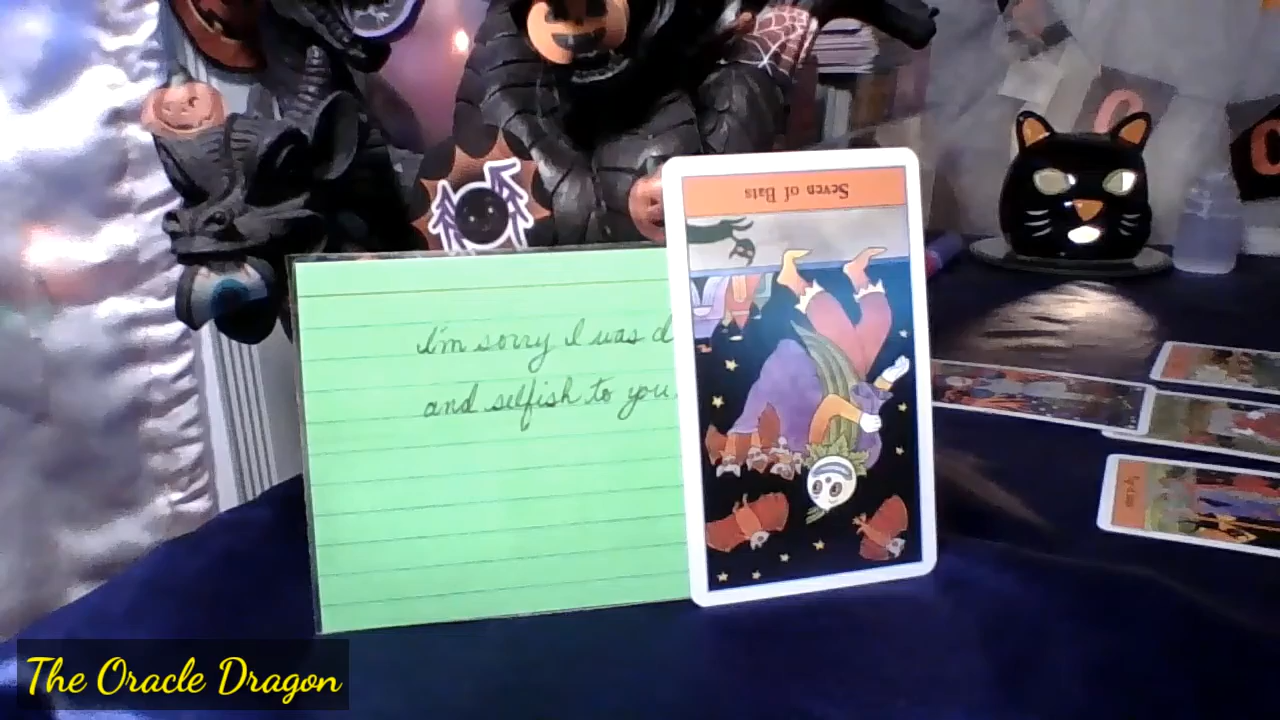 Seven of Bats
I'm sorry I was d
and selfish to you.
The Oracle Dragon